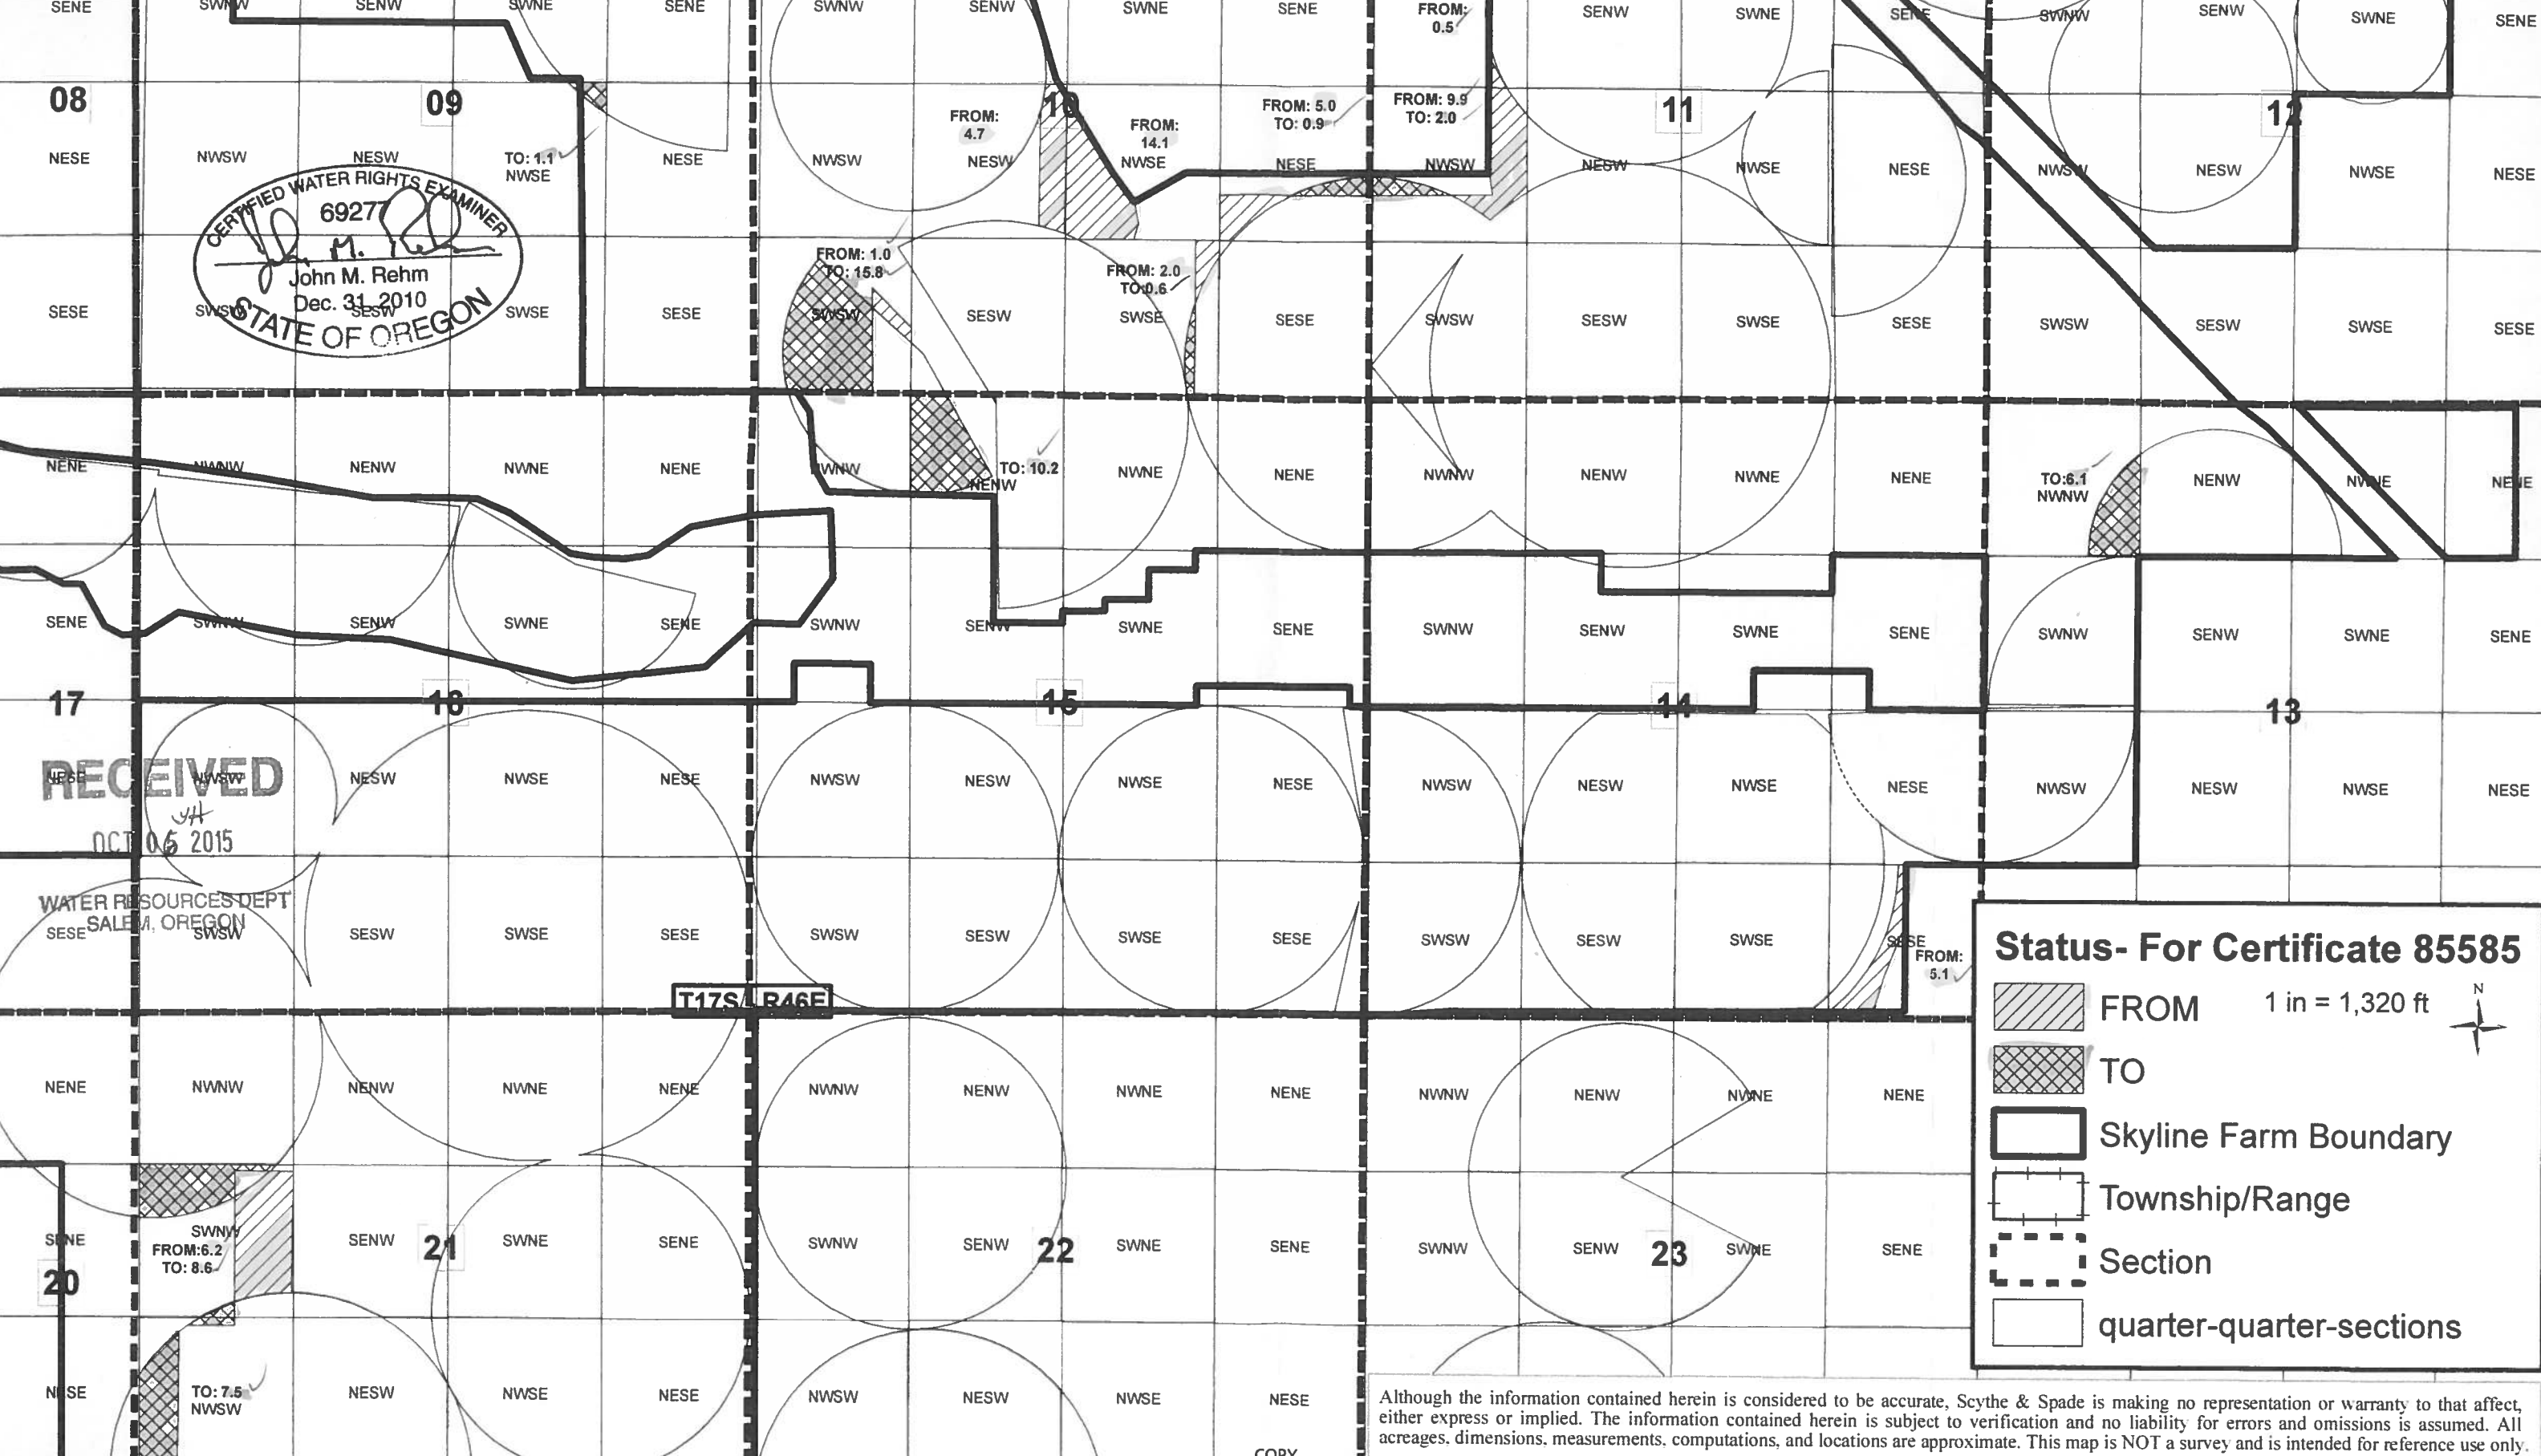 SENE SWNW SENW SWNE SENE SWNW SENW SWNE SENE FROM: SENW SWNE SENE SWNW SENW SWNE SENE
0.5
08 09 10 11 12
FROM: 4.7
FROM: 14.1
FROM: 5.0
TO: 0.9
FROM: 9.9
TO: 2.0
NESE NWSW NESW TO: 1.1
NWSE NESE NWSW NESW NWSE NESE NWSW NESW NWSE NESE NWSW NESW NWSE NESE
CERTIFIED WATER RIGHTS EXAMINER
69277
John M. Rehm
Dec. 31, 2010
STATE OF OREGON
FROM: 1.0
TO: 15.8
FROM: 2.0
TO:0.6
SESE SWSW SESW SWSE SESE SWSW SESW SWSE SESE SWSW SESW SWSE SESE SWSW SESW SWSE SESE
NENE NWNW NENW NWNE NENE NWNW TO: 10.2
NENW NWNE NENE NWNW NENW NWNE NENE TO:6.1
NWNW NENW NWNE NENE
SENE SWNW SENW SWNE SENE SWNW SENW SWNE SENE SWNW SENW SWNE SENE SWNW SENW SWNE SENE
17 16 15 14 13
NESE NWSW NESW NWSE NESE NWSW NESW NWSE NESE NWSW NESW NWSE NESE NWSW NESW NWSE NESE
RECEIVED
OCT 05 2015
WATER RESOURCES DEPT
SALEM, OREGON
SESE SWSW SESW SWSE SESE SWSW SESW SWSE SESE SWSW SESW SWSE SESE
FROM:
5.1
T17S R46E
NENE NWNW NENW NWNE NENE NWNW NENW NWNE NENE NWNW NENW NWNE NENE
SENE SWNW
FROM:6.2
TO: 8.6
SENW 21 SWNE SENE SWNW SENW 22 SWNE SENE SWNW SENW 23 SWNE SENE
20
NESE TO: 7.5
NWSW NESW NWSE NESE NWSW NESW NWSE NESE
COPY
Status- For Certificate 85585
FROM 1 in = 1,320 ft
N
TO
Skyline Farm Boundary
Township/Range
Section
quarter-quarter-sections
Although the information contained herein is considered to be accurate, Scythe & Spade is making no representation or warranty to that affect,
either express or implied. The information contained herein is subject to verification and no liability for errors and omissions is assumed. All
acreages, dimensions, measurements, computations, and locations are approximate. This map is NOT a survey and is intended for reference use only.